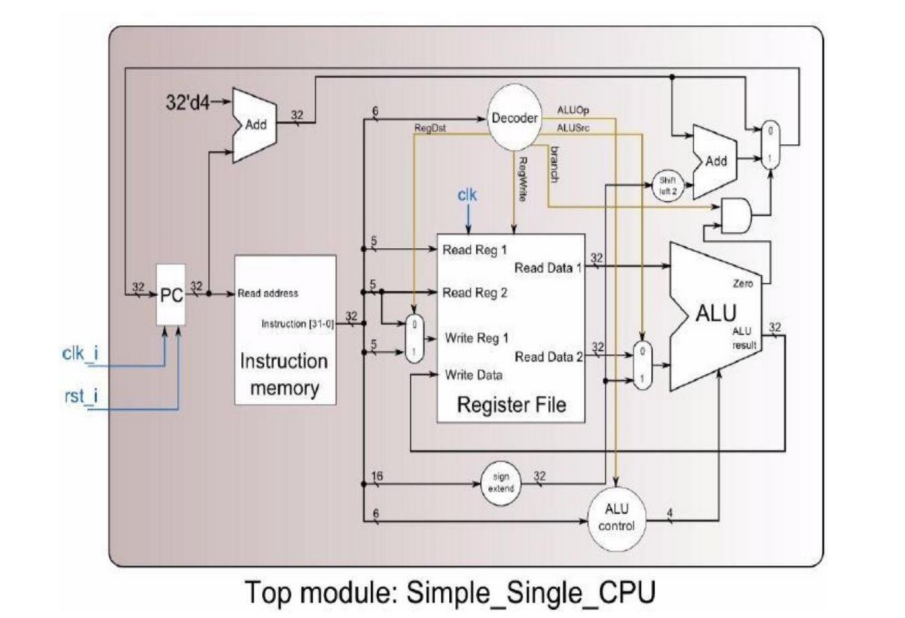 32'd4
Add
32
6
Decoder
ALUOp
ALUSrc
RegDst
RegWrite
branch
0
1
Add
Shift
left 2
clk
5
Read Reg 1
Read Data 1
32
32
PC
32
Read address
5
Read Reg 2
Zero
ALU
Instruction [31-0]
32
0
1
Write Reg 1
ALU
result
32
5
Read Data 2
32
0
1
Instruction
memory
Write Data
Register File
clk_i
rst_i
16
sign
extend
32
6
ALU
control
4
Top module: Simple_Single_CPU